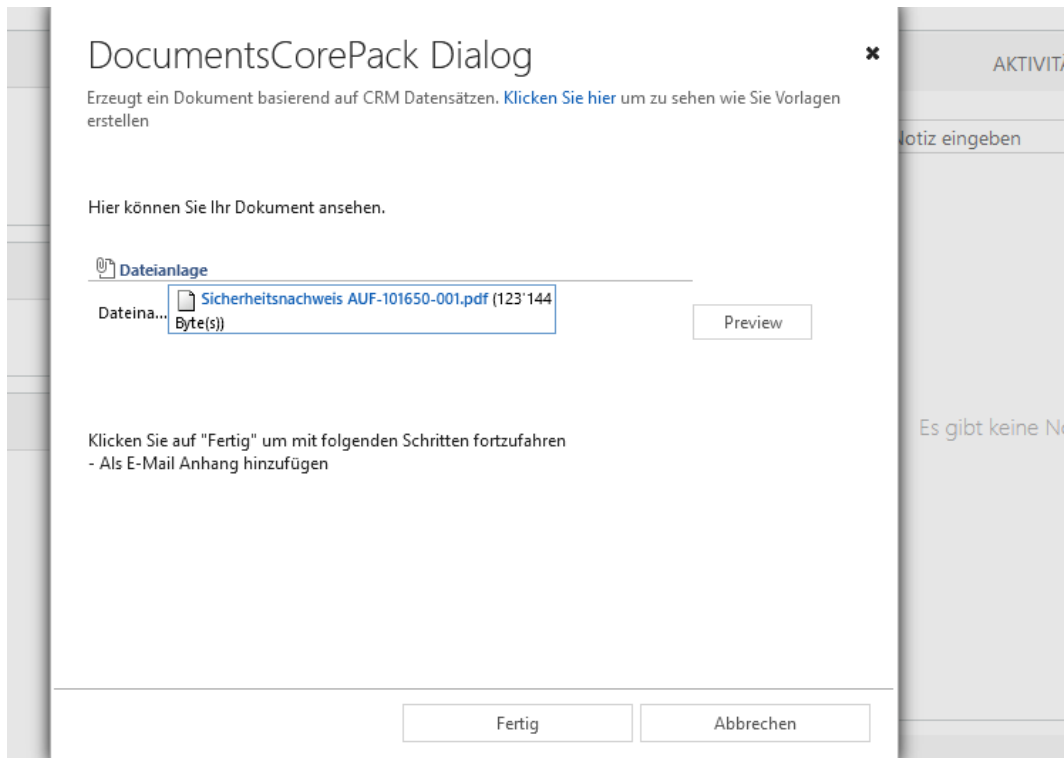 DocumentsCorePack Dialog
Erzeugt ein Dokument basierend auf CRM Datensätzen. Klicken Sie hier um zu sehen wie Sie Vorlagen
erstellen
AKTIVITÄ
Notiz eingeben
Hier können Sie Ihr Dokument ansehen.
Dateianlage
Dateina... Sicherheitsnachweis AUF-101650-001.pdf (123'144
Byte(s))
Preview
Klicken Sie auf "Fertig" um mit folgenden Schritten fortzufahren
- Als E-Mail Anhang hinzufügen
Es gibt keine No
Fertig
Abbrechen